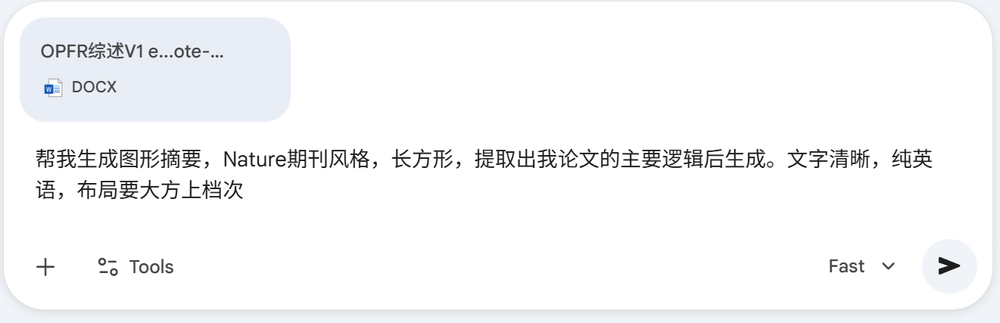 OPFR综述V1 e...ote-...
DOCX
帮我生成图形摘要，Nature期刊风格，长方形，提取出我论文的主要逻辑后生成。文字清晰，纯英
语，布局要大方上档次
Tools
Fast